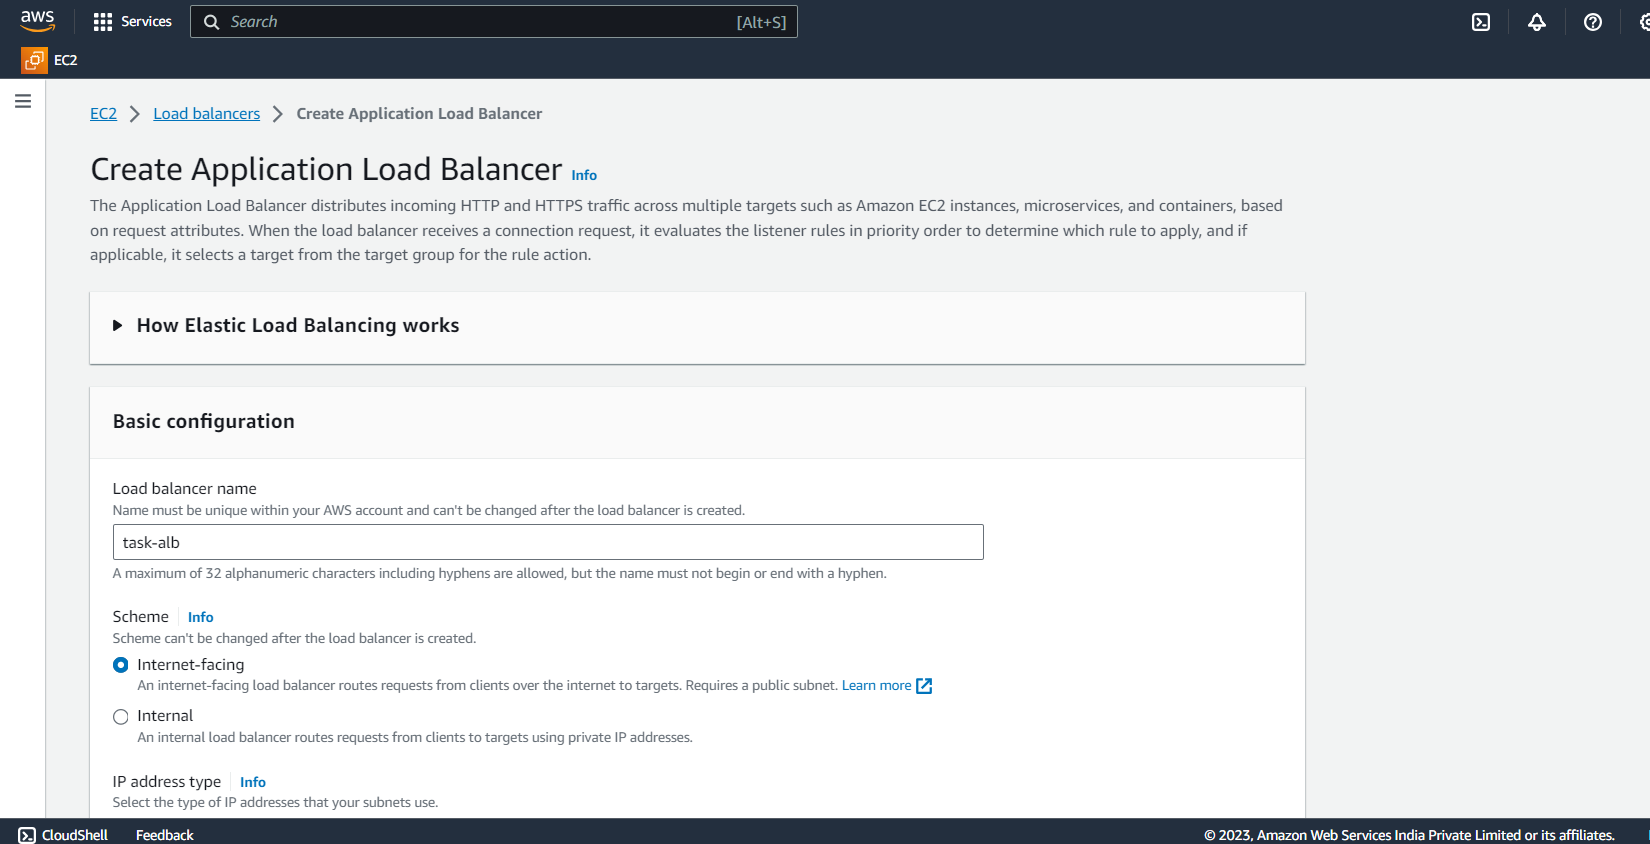 aws Services Search [Alt+S]
EC2
EC2 Load balancers Create Application Load Balancer
Create Application Load Balancer Info
The Application Load Balancer distributes incoming HTTP and HTTPS traffic across multiple targets such as Amazon EC2 instances, microservices, and containers, based
on request attributes. When the load balancer receives a connection request, it evaluates the listener rules in priority order to determine which rule to apply, and if
applicable, it selects a target from the target group for the rule action.
How Elastic Load Balancing works
Basic configuration
Load balancer name
Name must be unique within your AWS account and can't be changed after the load balancer is created.
task-alb
A maximum of 32 alphanumeric characters including hyphens are allowed, but the name must not begin or end with a hyphen.
Scheme Info
Scheme can't be changed after the load balancer is created.
Internet-facing
An internet-facing load balancer routes requests from clients over the internet to targets. Requires a public subnet. Learn more
Internal
An internal load balancer routes requests from clients to targets using private IP addresses.
IP address type Info
Select the type of IP addresses that your subnets use.
CloudShell Feedback © 2023, Amazon Web Services India Private Limited or its affiliates.